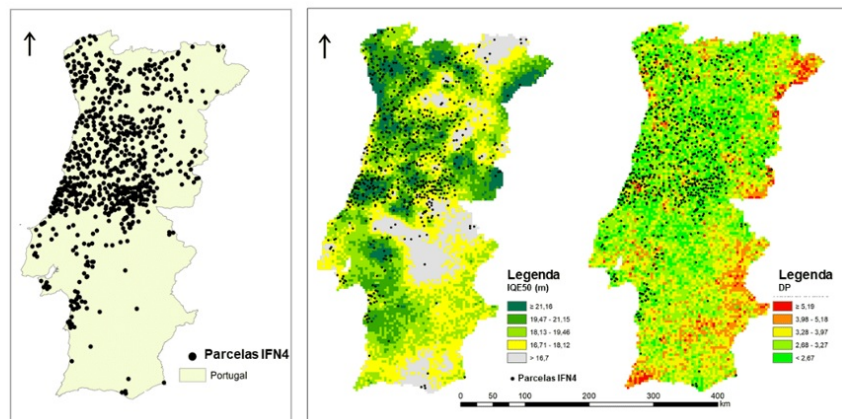 Parcelas IFN4
Portugal
Legenda
IQE50 (m)
≥ 21,16
19,47 - 21,15
18,13 - 19,46
16,71 - 18,12
> 16,7
Parcelas IFN4
Legenda
DP
≥ 5,19
3,98 - 5,18
3,28 - 3,97
2,68 - 3,27
< 2,67
0 50 100 200 300 400
km